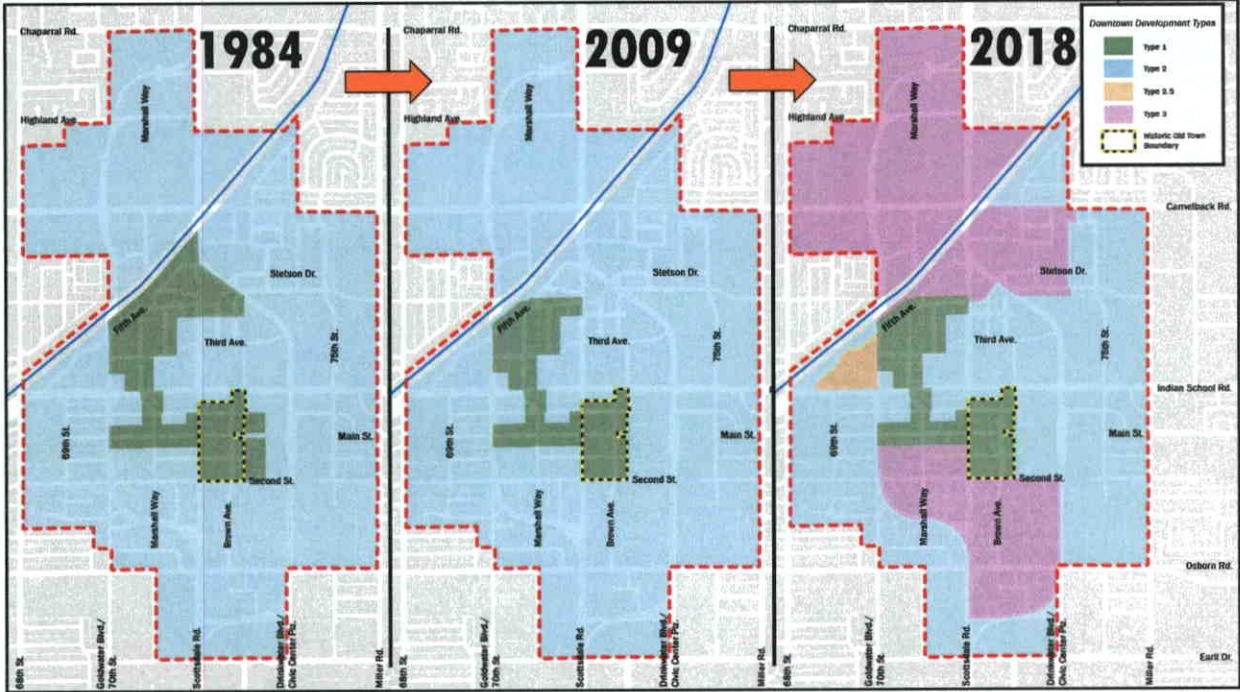 1984
Chaparral Rd.
Marshall Way
Highland Ave.
Stetson Dr.
Fifth Ave.
Third Ave.
75th St.
69th St.
Main St.
Second St.
Marshall Way
Brown Ave.
68th St.
Goldwater Blvd./
70th St.
Scottsdale Rd.
Drinkwater Blvd./
Civic Center Plz.
Miller Rd.
2009
Chaparral Rd.
Marshall Way
Highland Ave.
Stetson Dr.
Fifth Ave.
Third Ave.
75th St.
69th St.
Main St.
Second St.
Marshall Way
Brown Ave.
68th St.
Goldwater Blvd./
70th St.
Scottsdale Rd.
Drinkwater Blvd./
Civic Center Plz.
Miller Rd.
2018
Chaparral Rd.
Marshall Way
Highland Ave.
Camelback Rd.
Stetson Dr.
Fifth Ave.
Third Ave.
75th St.
Indian School Rd.
69th St.
Main St.
Second St.
Marshall Way
Brown Ave.
Osborn Rd.
68th St.
Goldwater Blvd./
70th St.
Scottsdale Rd.
Drinkwater Blvd./
Civic Center Plz.
Miller Rd.
Earll Dr.
Downtown Development Types
Type 1
Type 2
Type 2.5
Type 3
Historic Old Town
Boundary